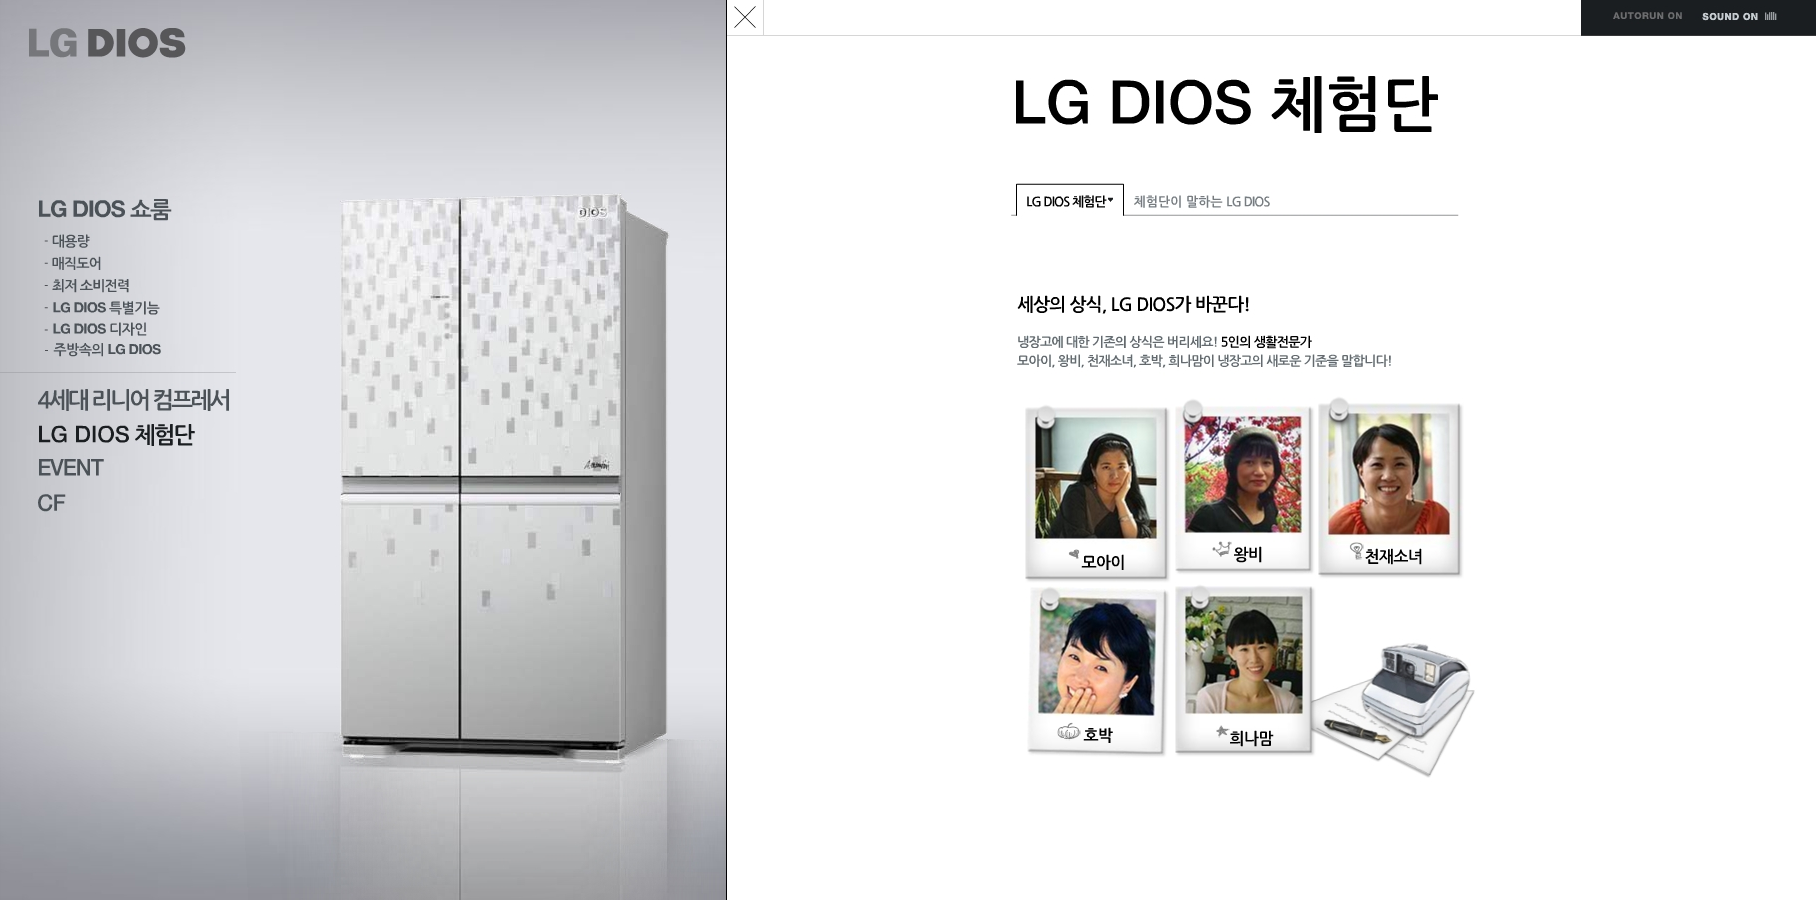 LG DIOS
LG DIOS 쇼룸
- 대용량
- 매직도어
- 최저 소비전력
- LG DIOS 특별기능
- LG DIOS 디자인
- 주방속의 LG DIOS
4세대 리니어 컴프레서
LG DIOS 체험단
EVENT
CF
DIOS
AUTORUN ON
SOUND ON
LG DIOS 체험단
LG DIOS 체험단
체험단이 말하는 LG DIOS
세상의 상식, LG DIOS가 바꾼다!
냉장고에 대한 기존의 상식은 버리세요! 5인의 생활전문가
모아이, 왕비, 천재소녀, 호박, 희나맘이 냉장고의 새로운 기준을 말합니다!
모아이
왕비
천재소녀
호박
희나맘